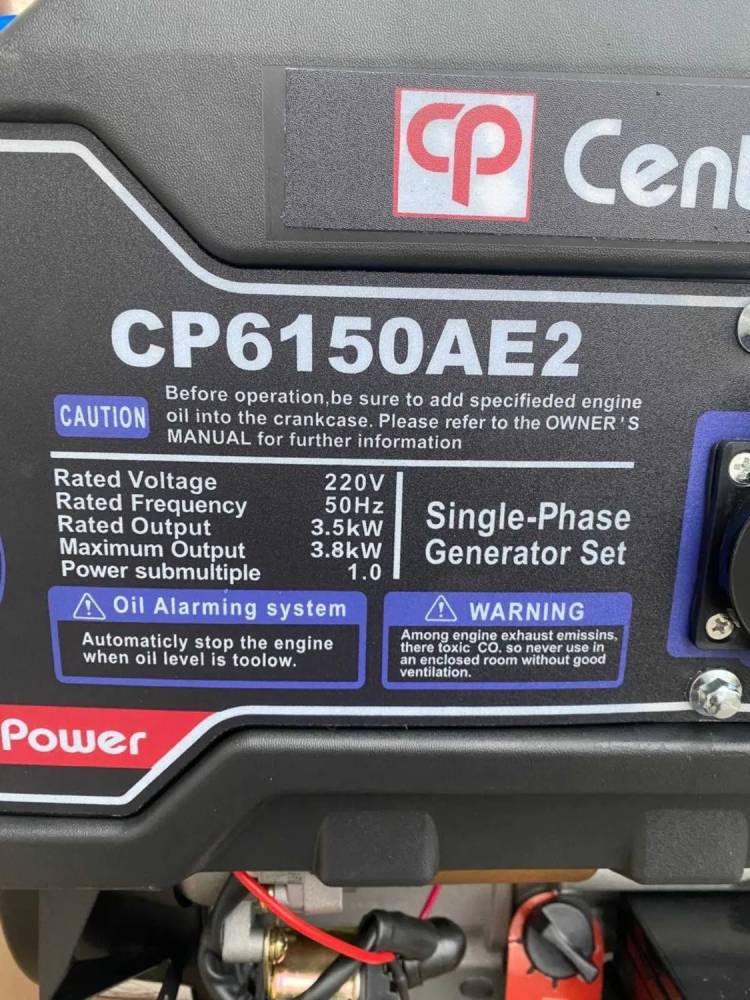 CP
CP6150AE2
CAUTION
Before operation,be sure to add specifieded engine
oil into the crankcase. Please refer to the OWNER'S
MANUAL for further information
Rated Voltage 220V
Rated Frequency 50Hz
Rated Output 3.5kW
Maximum Output 3.8kW
Power submultiple 1.0
Single-Phase
Generator Set
Oil Alarming system
Automaticly stop the engine
when oil level is toolow.
WARNING
Among engine exhaust emissins,
there toxic CO. so never use in
an enclosed room without good
ventilation.
Power